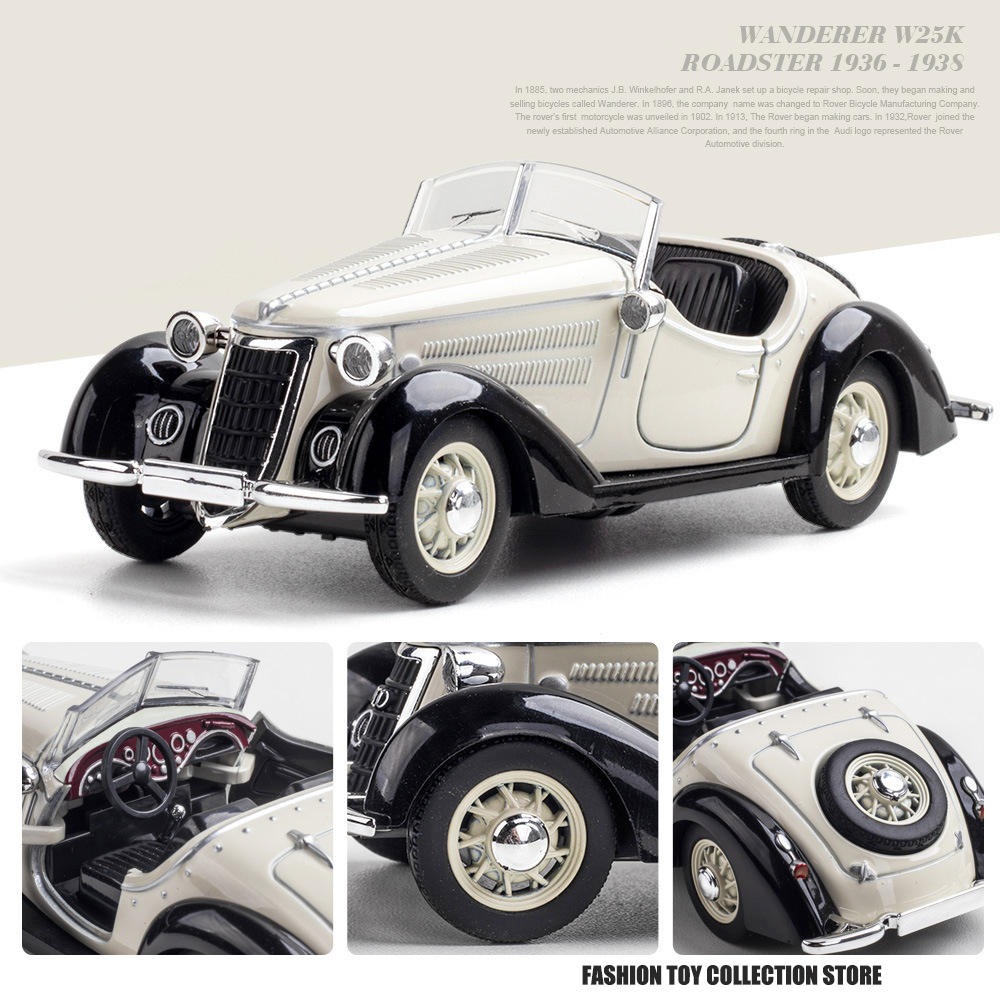 WANDERER W25K
ROADSTER 1936 - 1938
In 1885, two mechanics J.B. Winkelhofer and R.A. Janek set up a bicycle repair shop. Soon, they began making and
selling bicycles called Wanderer. In 1896, the company name was changed to Rover Bicycle Manufacturing Company.
The rover's first motorcycle was unveiled in 1902. In 1913, The Rover began making cars. In 1932,Rover joined the
newly established Automotive Alliance Corporation, and the fourth ring in the Audi logo represented the Rover
Automotive division.
FASHION TOY COLLECTION STORE